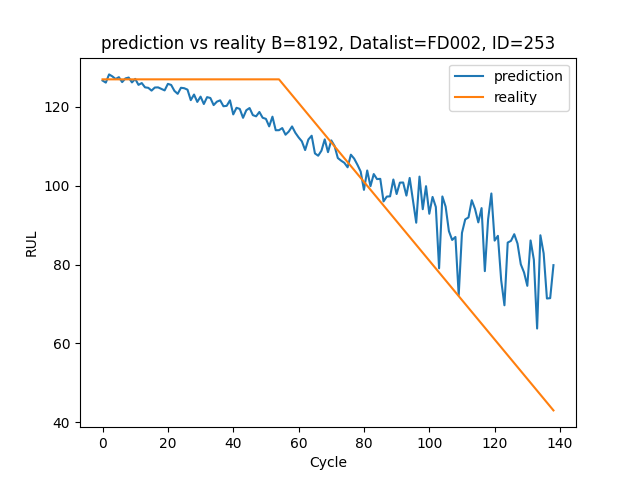 prediction vs reality B=8192, Datalist=FD002, ID=253
prediction
reality
RUL
120
100
80
60
40
0 20 40 60 80 100 120 140
Cycle